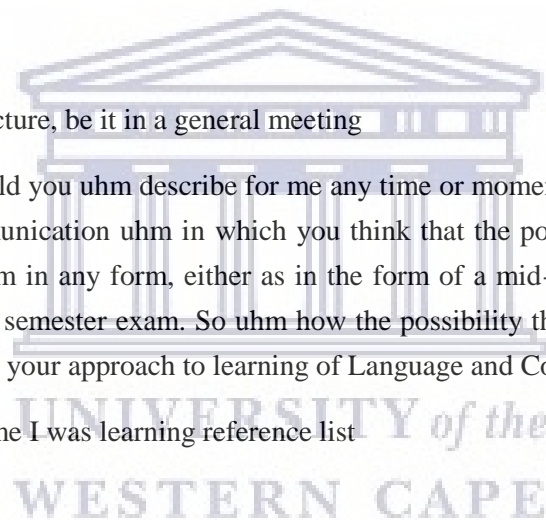 cture, be it in a general meeting
ld you uhm describe for me any time or mome
unication uhm in which you think that the po
m in any form, either as in the form of a mid-
semester exam. So uhm how the possibility th
your approach to learning of Language and Co
ne I was learning reference list
UNIVERSITY of the
WESTERN CAPE